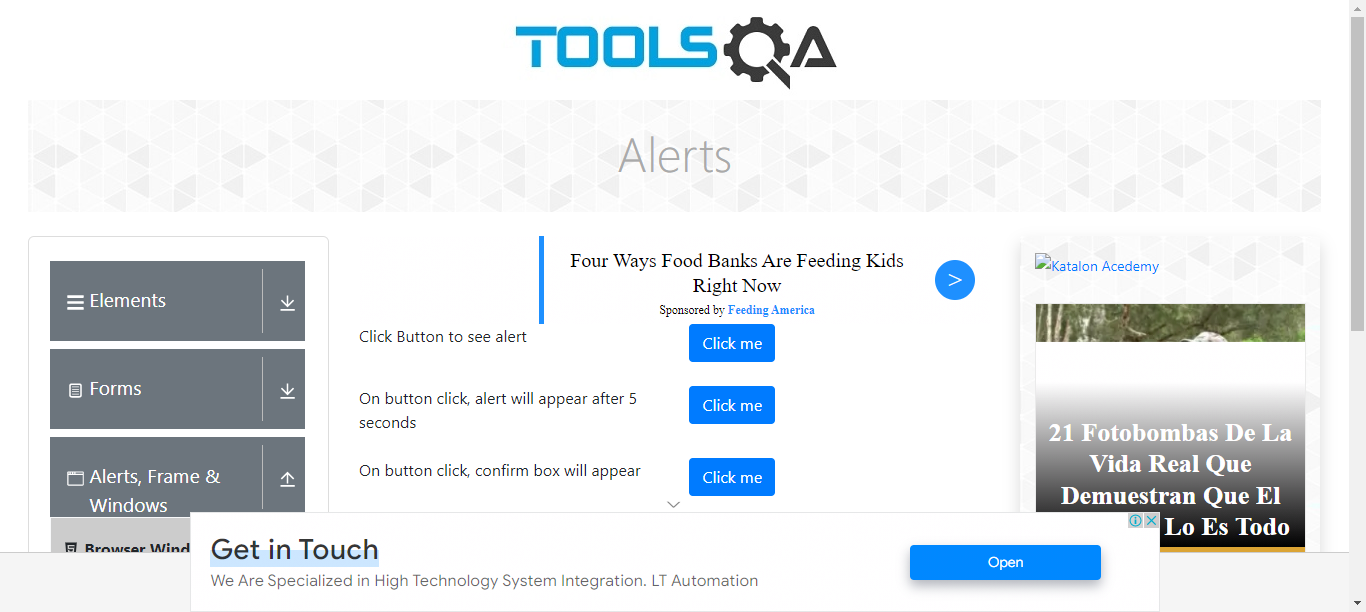 TOOLSQA
Alerts
Elements
Forms
Alerts, Frame &
Windows
Browser Wind
Four Ways Food Banks Are Feeding Kids
Right Now
Sponsored by Feeding America
>
Click Button to see alert
Click me
On button click, alert will appear after 5
seconds
Click me
On button click, confirm box will appear
Click me
Katalon Acedemy
21 Fotobombas De La
Vida Real Que
Demuestran Que El
Lo Es Todo
Get in Touch
We Are Specialized in High Technology System Integration. LT Automation
Open